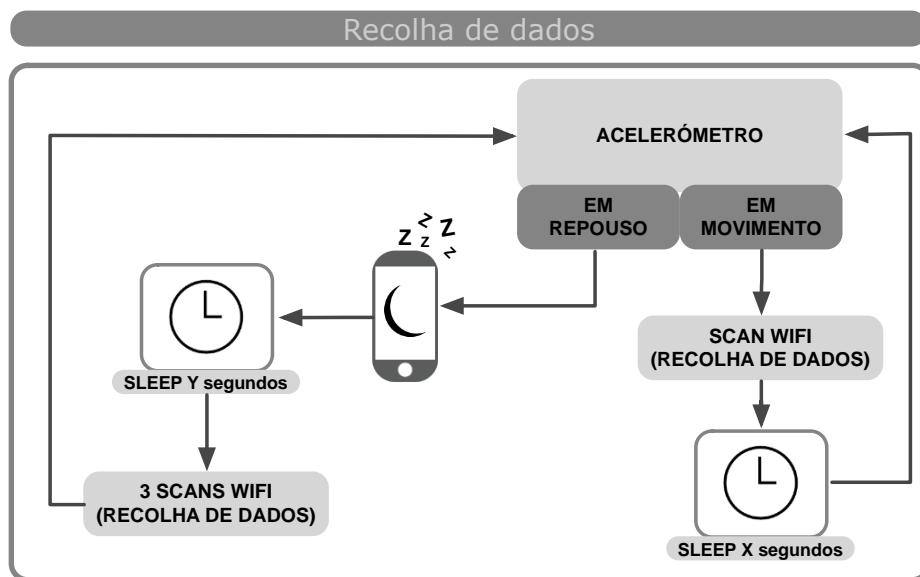 Recolha de dados
ACELERÓMETRO
EM
REPOUSO
EM
MOVIMENTO
Z
Z
Z
Z
Z
SCAN WIFI
(RECOLHA DE DADOS)
SLEEP Y segundos
3 SCANS WIFI
(RECOLHA DE DADOS)
SLEEP X segundos